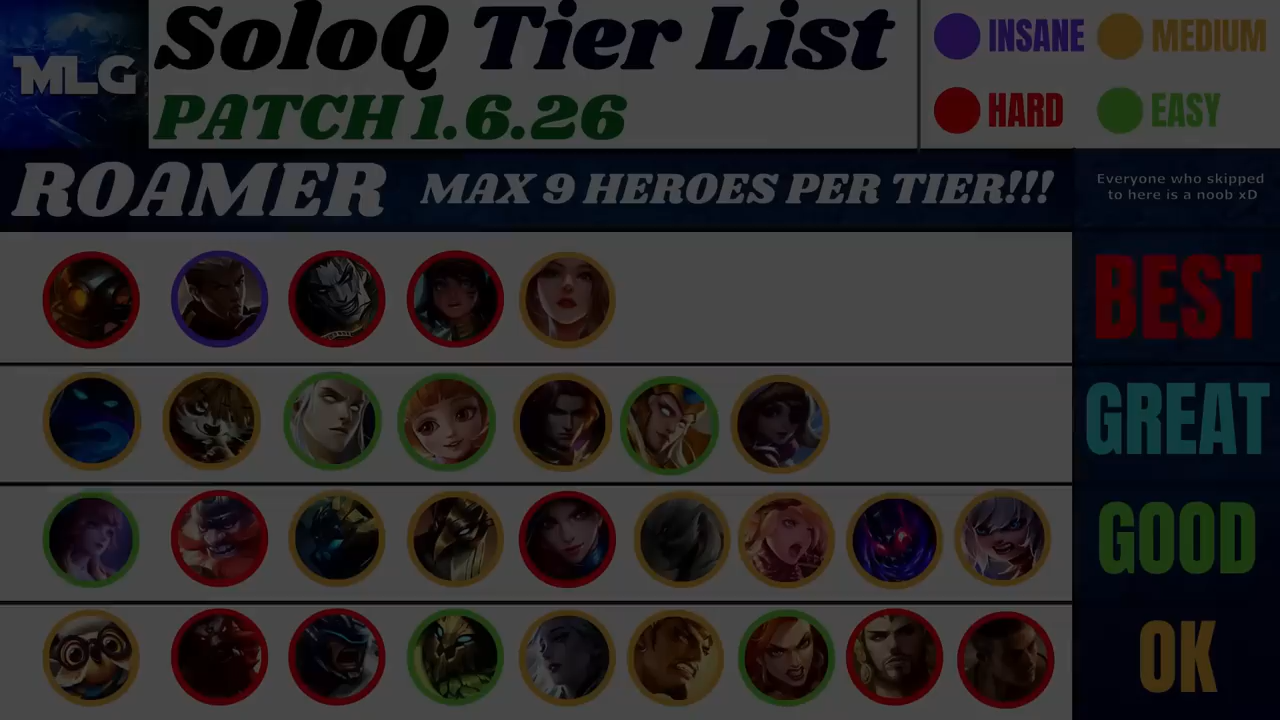 MLG
SoloQ Tier List
PATCH 1.6.26
INSANE
MEDIUM
HARD
EASY
ROAMER
MAX 9 HEROES PER TIER!!!
Everyone who skipped
to here is a noob xD
BEST
GREAT
GOOD
OK